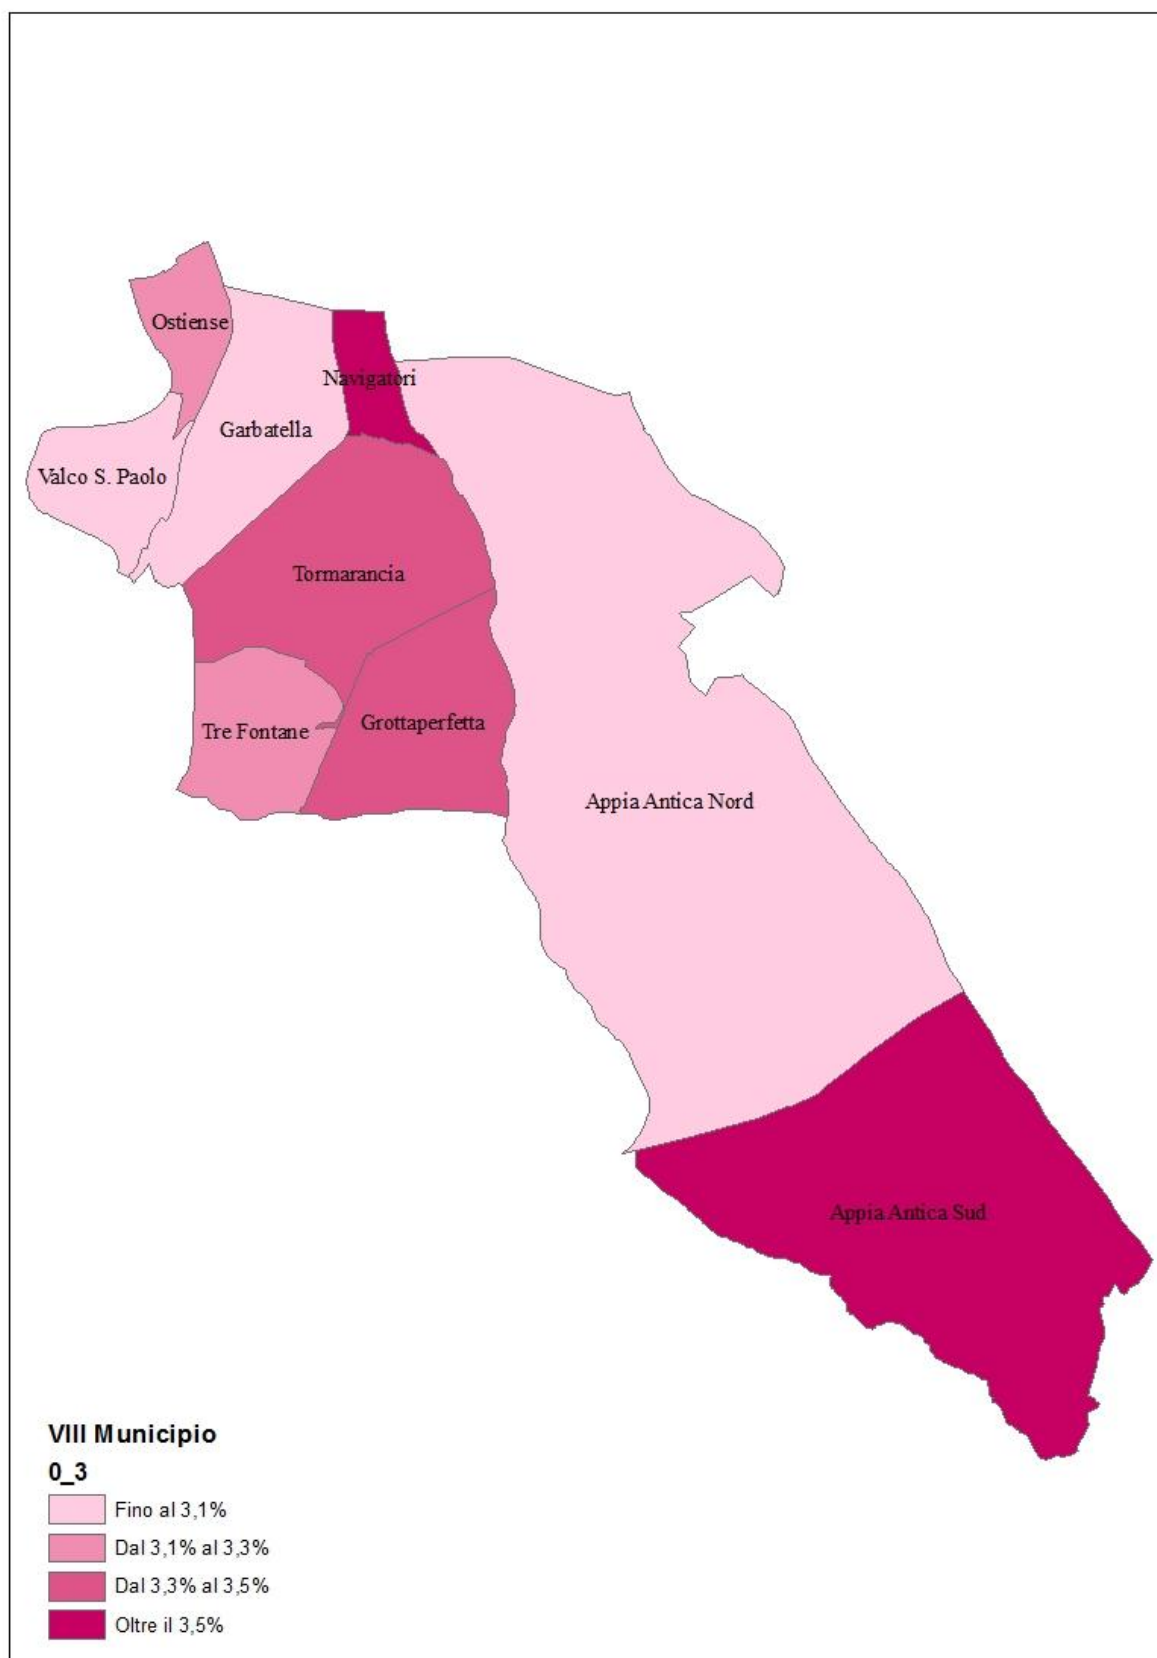 Ostiense
Navigatori
Garbatella
Valco S. Paolo
Tormarancia
Grottaperfetta
Tre Fontane
Appia Antica Nord
Appia Antica Sud
VIII Municipio
0_3
Fino al 3,1%
Dal 3,1% al 3,3%
Dal 3,3% al 3,5%
Oltre il 3,5%